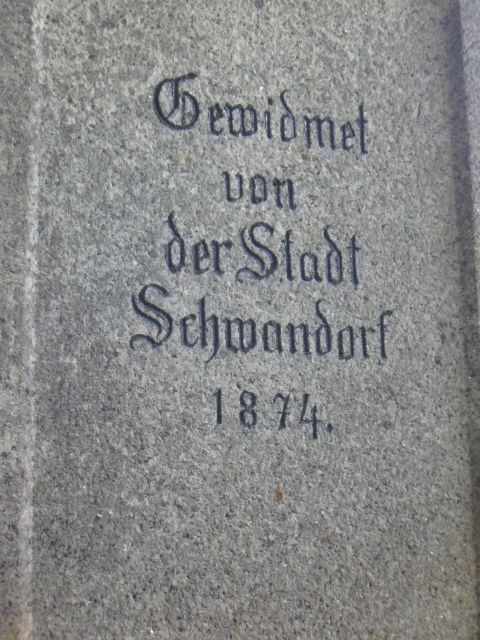 Gewidmet
von
der Stadt
Schwandorf
1874.